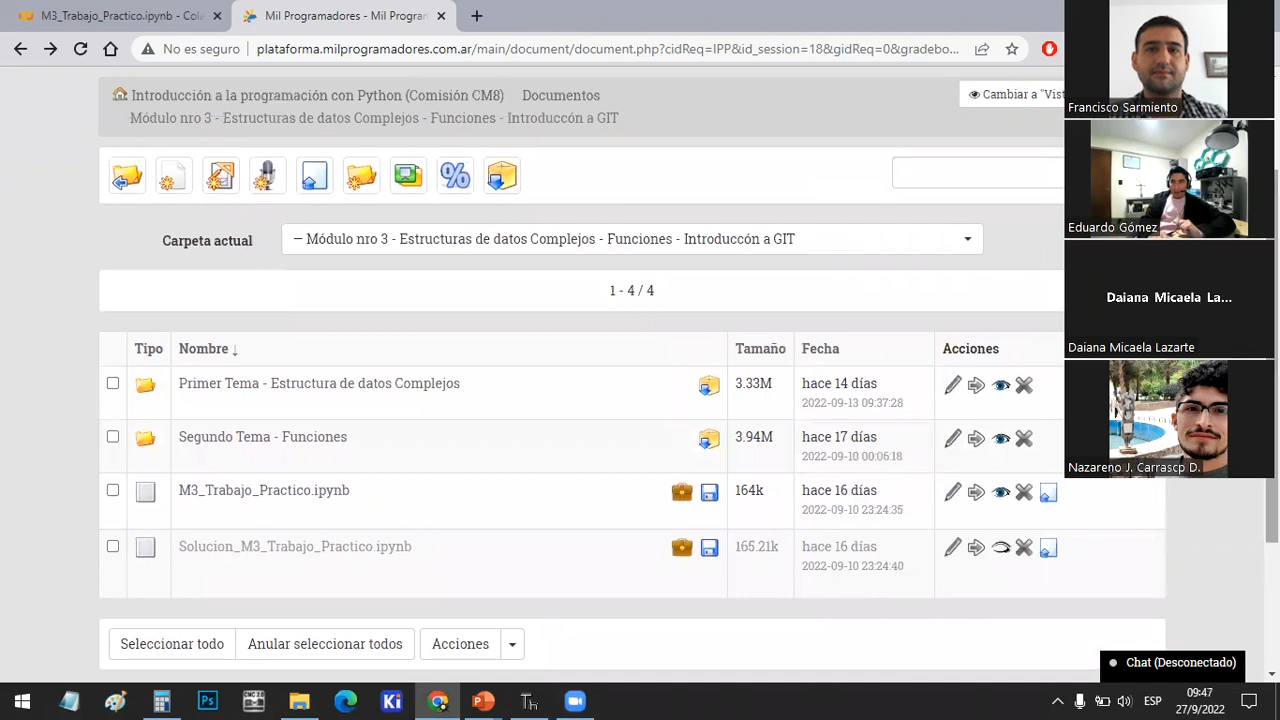 M3_Trabajo_Practico.ipynb - Cola
Mil Programadores - Mil Program
No es seguro
plataforma.milprogramadores.com.ar/main/document/document.php?cidReq=IPP&id_session=18&gidReq=0&gradebo...
Introducción a la programación con Python (Comisión CM8) Documentos
Módulo nro 3 - Estructuras de datos Complejos - Funciones - Introduccón a GIT
Cambiar a "Vist
Carpeta actual
— Módulo nro 3 - Estructuras de datos Complejos - Funciones - Introduccón a GIT
1 - 4 / 4
Tipo Nombre ↓ Tamaño Fecha Acciones
Primer Tema - Estructura de datos Complejos 3.33M hace 14 días
2022-09-13 09:37:28
Segundo Tema - Funciones 3.94M hace 17 días
2022-09-10 00:06:18
M3_Trabajo_Practico.ipynb 164k hace 16 días
2022-09-10 23:24:35
Solucion_M3_Trabajo_Practico.ipynb 165.21k hace 16 días
2022-09-10 23:24:40
Seleccionar todo Anular seleccionar todos Acciones
Francisco Sarmiento
Eduardo Gómez
Daiana Micaela La...
Daiana Micaela Lazarte
Nazareno J. Carrascp D.
Chat (Desconectado)
Ps
Ki
Th
ESP
09:47
27/9/2022